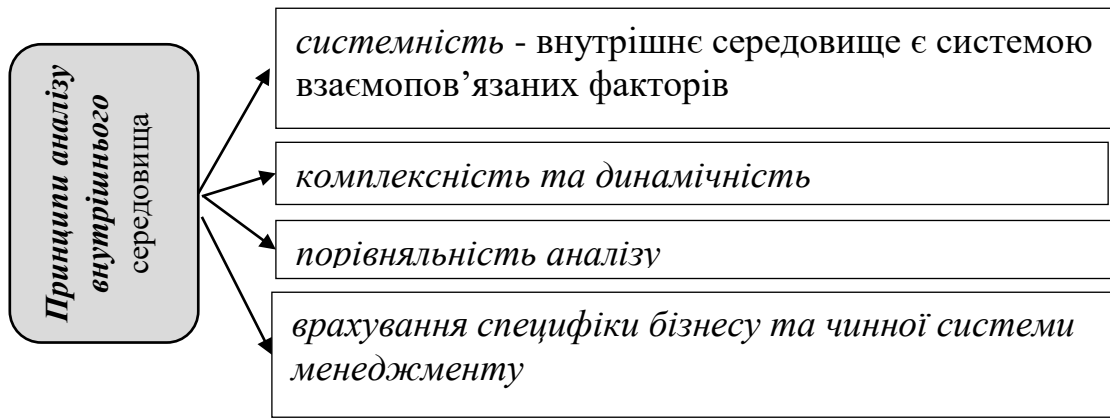 Принципи аналізу
внутрішнього
середовища
системність - внутрішнє середовище є системою
взаємопов’язаних факторів
комплексність та динамічність
порівняльність аналізу
врахування специфіки бізнесу та чинної системи
менеджменту